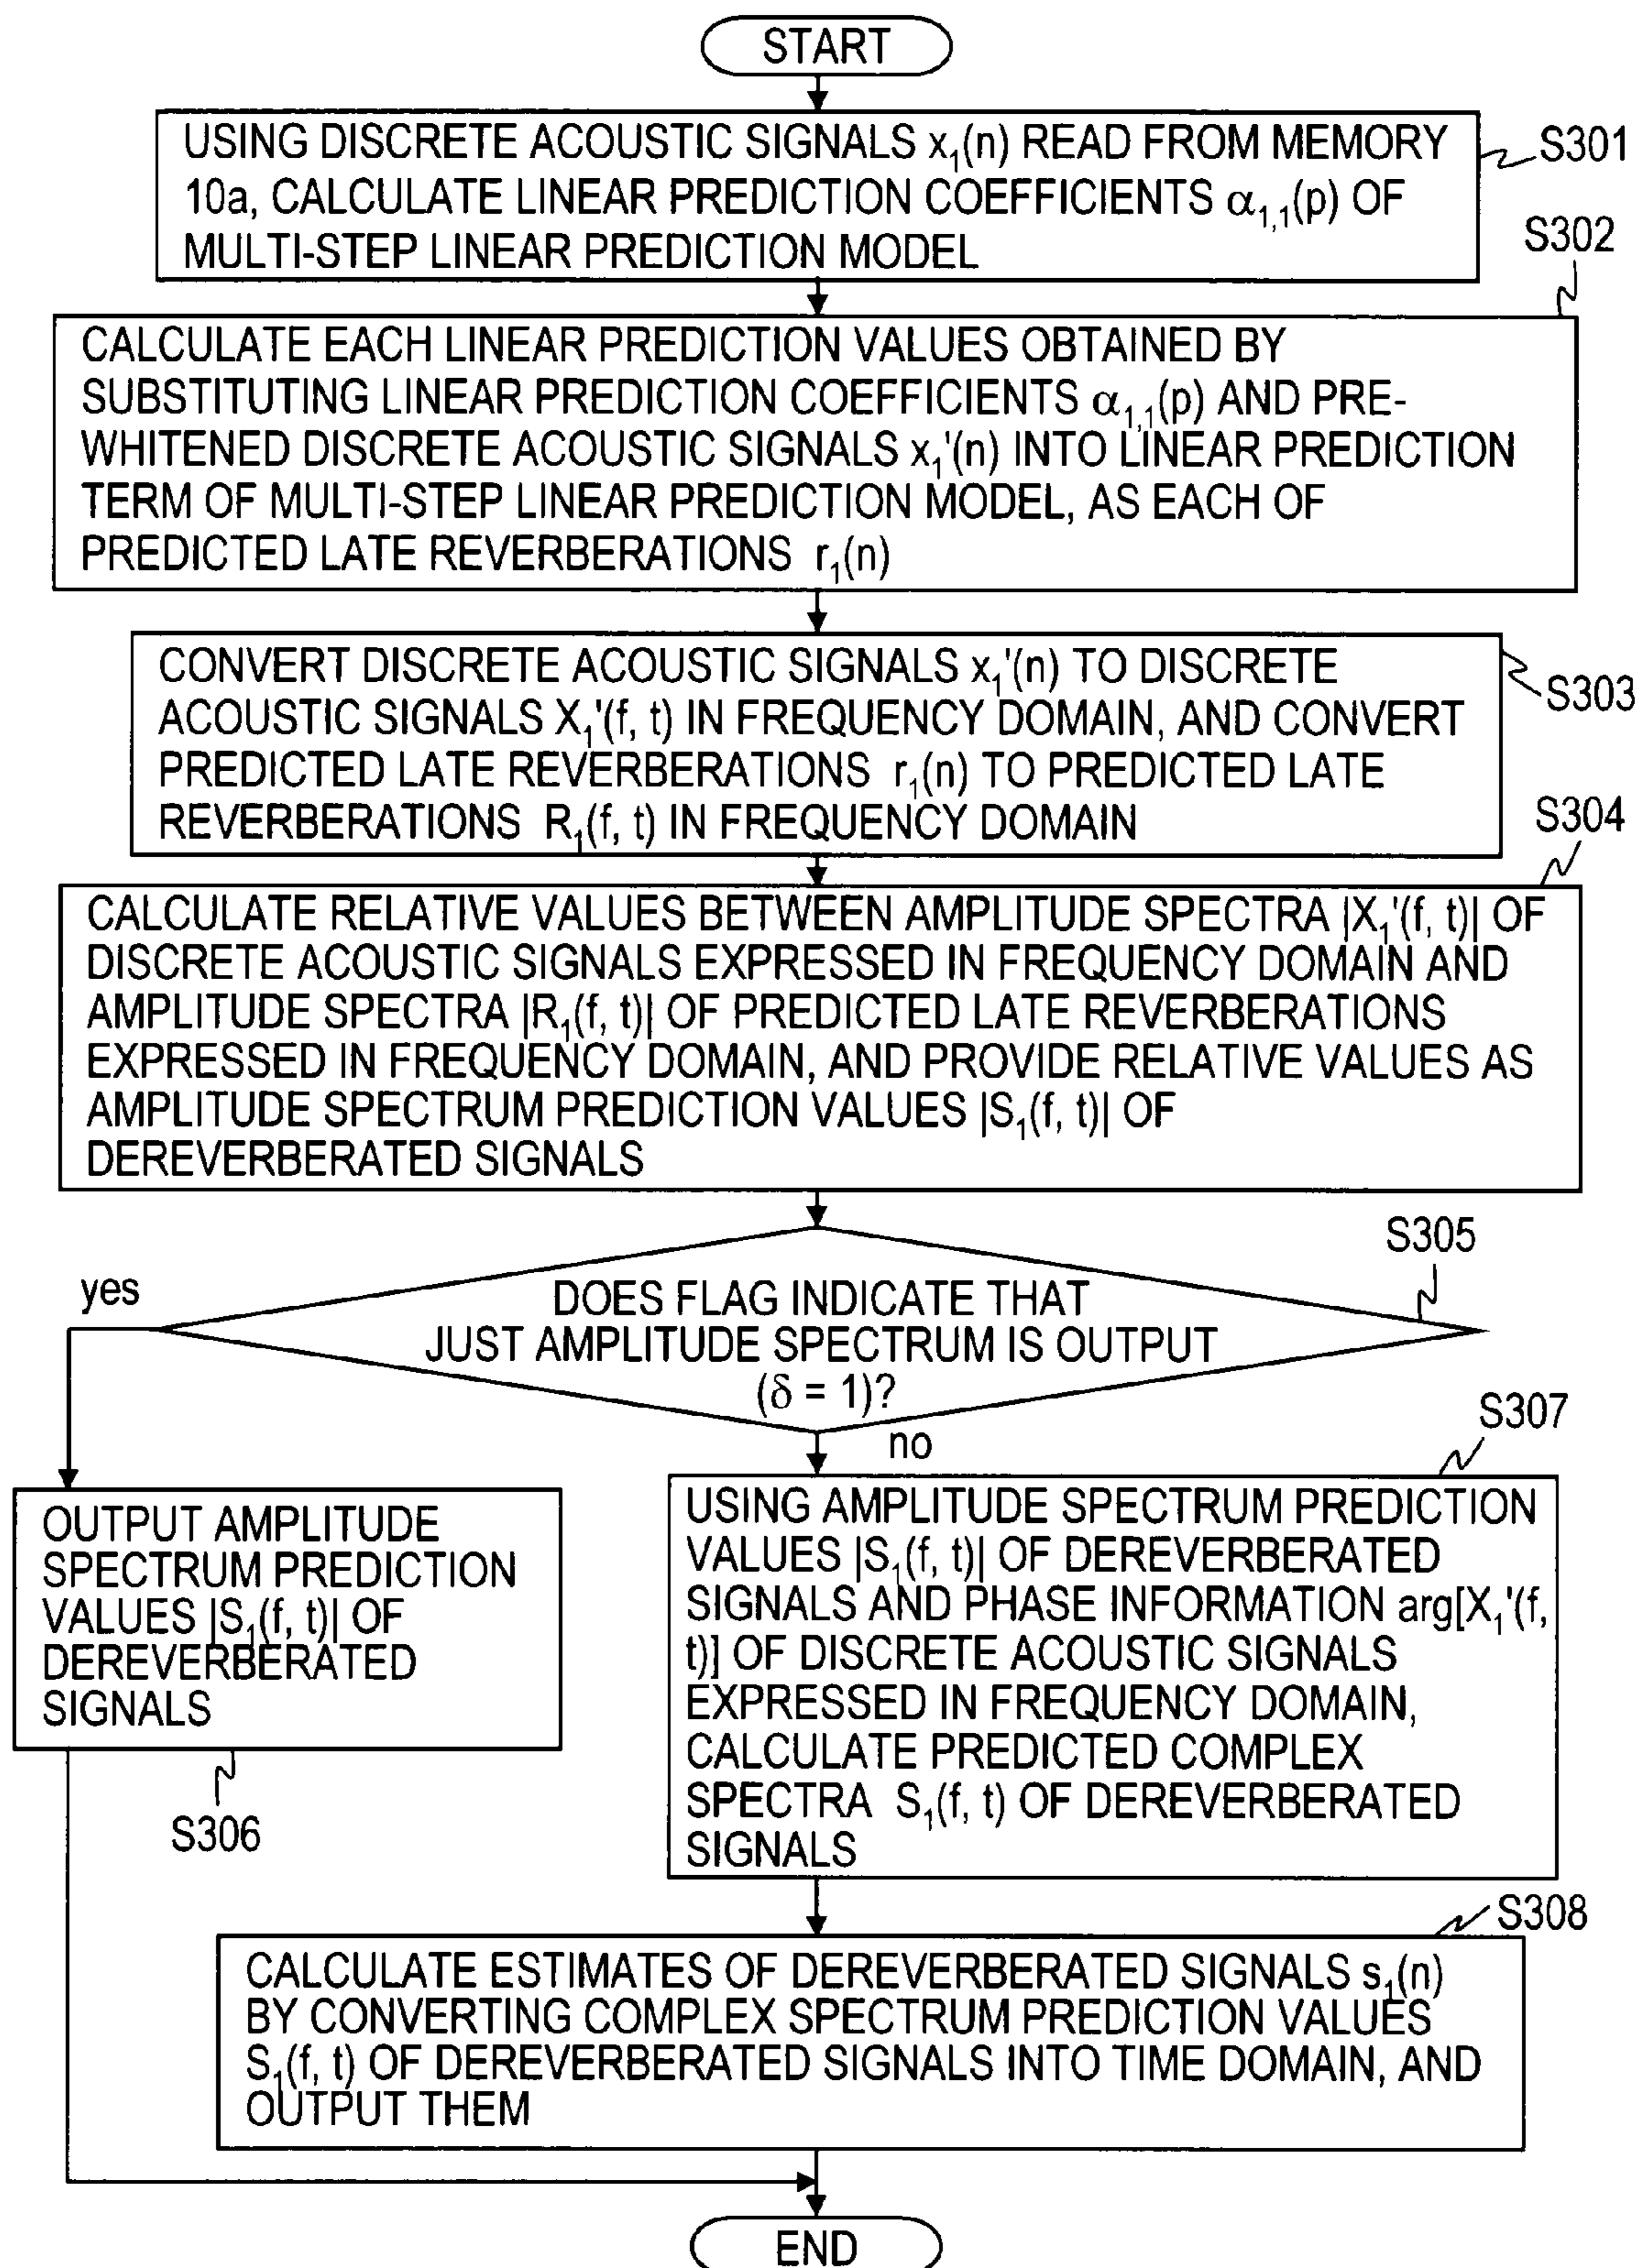 START
USING DISCRETE ACOUSTIC SIGNALS x₁(n) READ FROM MEMORY
10a, CALCULATE LINEAR PREDICTION COEFFICIENTS α₁,₁(p) OF
MULTI-STEP LINEAR PREDICTION MODEL
S301
S302
CALCULATE EACH LINEAR PREDICTION VALUES OBTAINED BY
SUBSTITUTING LINEAR PREDICTION COEFFICIENTS α₁,₁(p) AND PRE-
WHITENED DISCRETE ACOUSTIC SIGNALS x₁'(n) INTO LINEAR PREDICTION
TERM OF MULTI-STEP LINEAR PREDICTION MODEL, AS EACH OF
PREDICTED LATE REVERBERATIONS r₁(n)
CONVERT DISCRETE ACOUSTIC SIGNALS x₁'(n) TO DISCRETE
ACOUSTIC SIGNALS X₁'(f, t) IN FREQUENCY DOMAIN, AND CONVERT
PREDICTED LATE REVERBERATIONS r₁(n) TO PREDICTED LATE
REVERBERATIONS R₁(f, t) IN FREQUENCY DOMAIN
S303
S304
CALCULATE RELATIVE VALUES BETWEEN AMPLITUDE SPECTRA |X₁'(f, t)| OF
DISCRETE ACOUSTIC SIGNALS EXPRESSED IN FREQUENCY DOMAIN AND
AMPLITUDE SPECTRA |R₁(f, t)| OF PREDICTED LATE REVERBERATIONS
EXPRESSED IN FREQUENCY DOMAIN, AND PROVIDE RELATIVE VALUES AS
AMPLITUDE SPECTRUM PREDICTION VALUES |S₁(f, t)| OF
DEREVERBERATED SIGNALS
S305
yes
DOES FLAG INDICATE THAT
JUST AMPLITUDE SPECTRUM IS OUTPUT
(δ = 1)?
no
S307
OUTPUT AMPLITUDE
SPECTRUM PREDICTION
VALUES |S₁(f, t)| OF
DEREVERBERATED
SIGNALS
S306
USING AMPLITUDE SPECTRUM PREDICTION
VALUES |S₁(f, t)| OF DEREVERBERATED
SIGNALS AND PHASE INFORMATION arg[X₁'(f,
t)] OF DISCRETE ACOUSTIC SIGNALS
EXPRESSED IN FREQUENCY DOMAIN,
CALCULATE PREDICTED COMPLEX
SPECTRA S₁(f, t) OF DEREVERBERATED
SIGNALS
S308
CALCULATE ESTIMATES OF DEREVERBERATED SIGNALS s₁(n)
BY CONVERTING COMPLEX SPECTRUM PREDICTION VALUES
S₁(f, t) OF DEREVERBERATED SIGNALS INTO TIME DOMAIN, AND
OUTPUT THEM
END